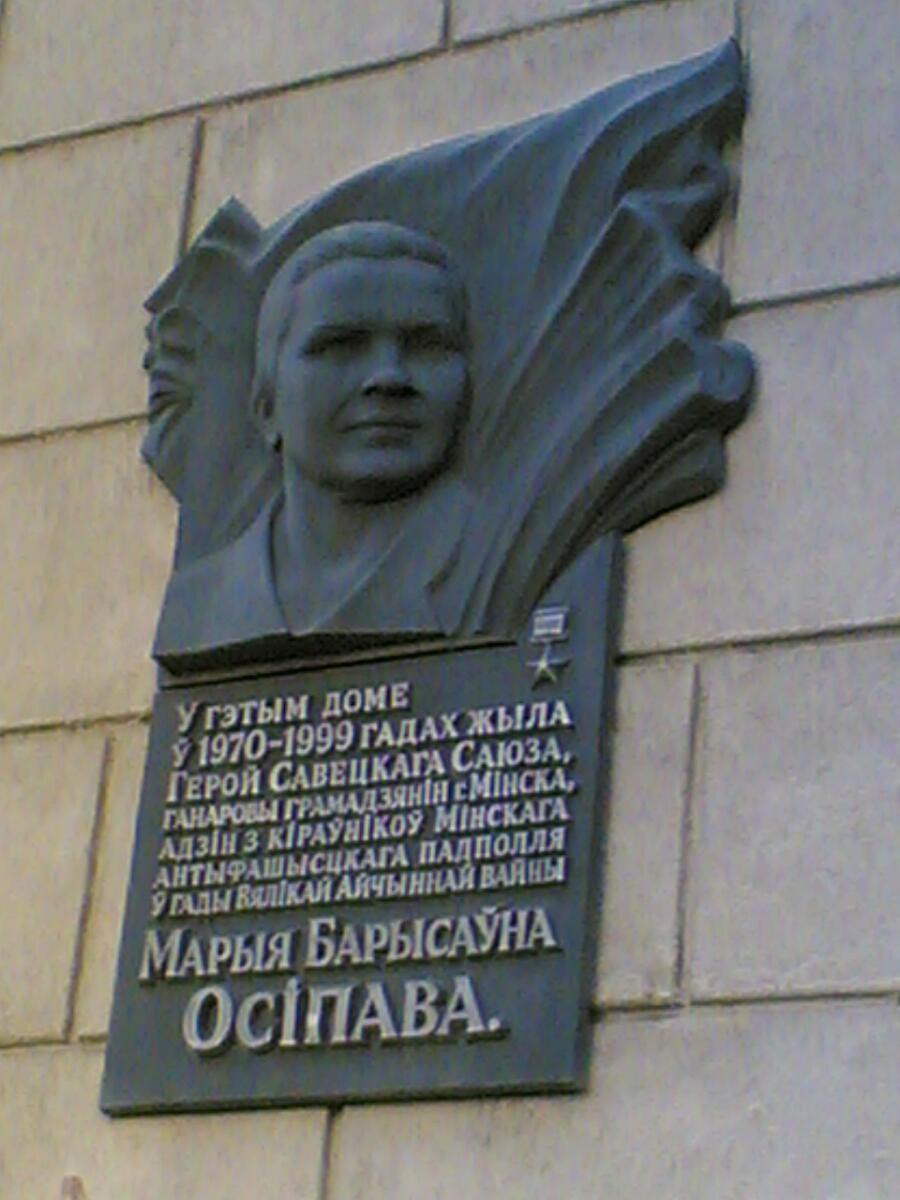 У гэтым доме
ў 1970-1999 гадах жыла
Герой Савецкага Саюза,
ганаровы грамадзянін г. Мінска,
адзін з кіраўнікоў Мінскага
антыфашысцкага падполля
ў гады Вялікай Айчыннай вайны
Марыя Барысаўна
Осіпава.